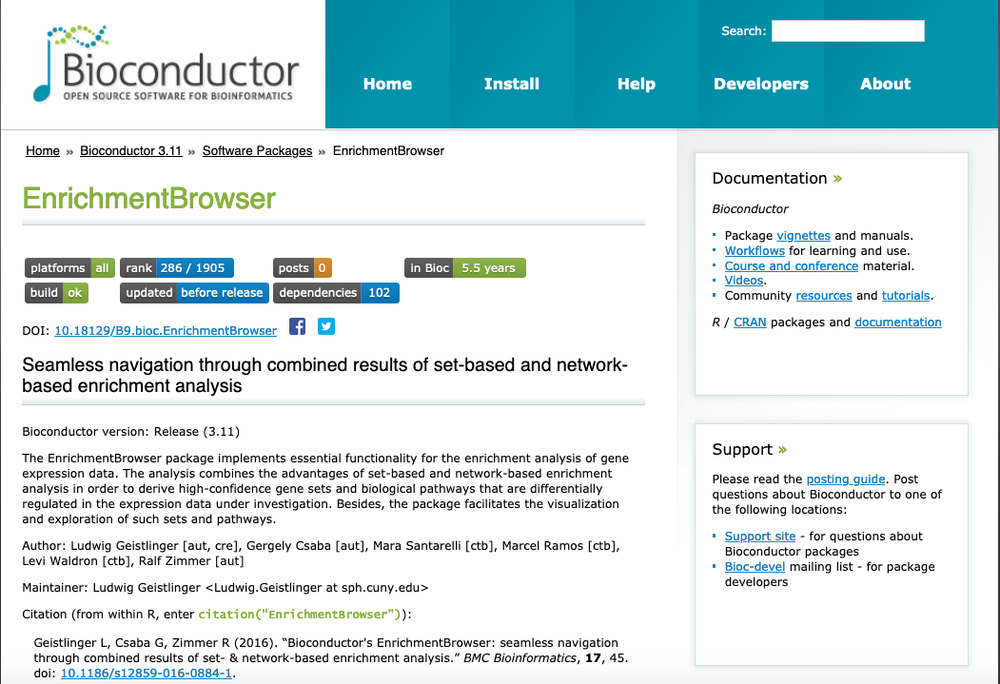 Bioconductor
OPEN SOURCE SOFTWARE FOR BIOINFORMATICS
Search:
Home Install Help Developers About
Home » Bioconductor 3.11 » Software Packages » EnrichmentBrowser
EnrichmentBrowser
platforms all rank 286 / 1905 posts 0 in Bioc 5.5 years
build ok updated before release dependencies 102
DOI: 10.18129/B9.bioc.EnrichmentBrowser
Seamless navigation through combined results of set-based and network-
based enrichment analysis
Bioconductor version: Release (3.11)
The EnrichmentBrowser package implements essential functionality for the enrichment analysis of gene
expression data. The analysis combines the advantages of set-based and network-based enrichment
analysis in order to derive high-confidence gene sets and biological pathways that are differentially
regulated in the expression data under investigation. Besides, the package facilitates the visualization
and exploration of such sets and pathways.
Author: Ludwig Geistlinger [aut, cre], Gergely Csaba [aut], Mara Santarelli [ctb], Marcel Ramos [ctb],
Levi Waldron [ctb], Ralf Zimmer [aut]
Maintainer: Ludwig Geistlinger <Ludwig.Geistlinger at sph.cuny.edu>
Citation (from within R, enter citation("EnrichmentBrowser")):
Geistlinger L, Csaba G, Zimmer R (2016). “Bioconductor's EnrichmentBrowser: seamless navigation
through combined results of set- & network-based enrichment analysis.” BMC Bioinformatics, 17, 45.
doi: 10.1186/s12859-016-0884-1.
Documentation »
Bioconductor
Package vignettes and manuals.
Workflows for learning and use.
Course and conference material.
Videos.
Community resources and tutorials.
R / CRAN packages and documentation
Support »
Please read the posting guide. Post
questions about Bioconductor to one of
the following locations:
Support site - for questions about
Bioconductor packages
Bioc-devel mailing list - for package
developers